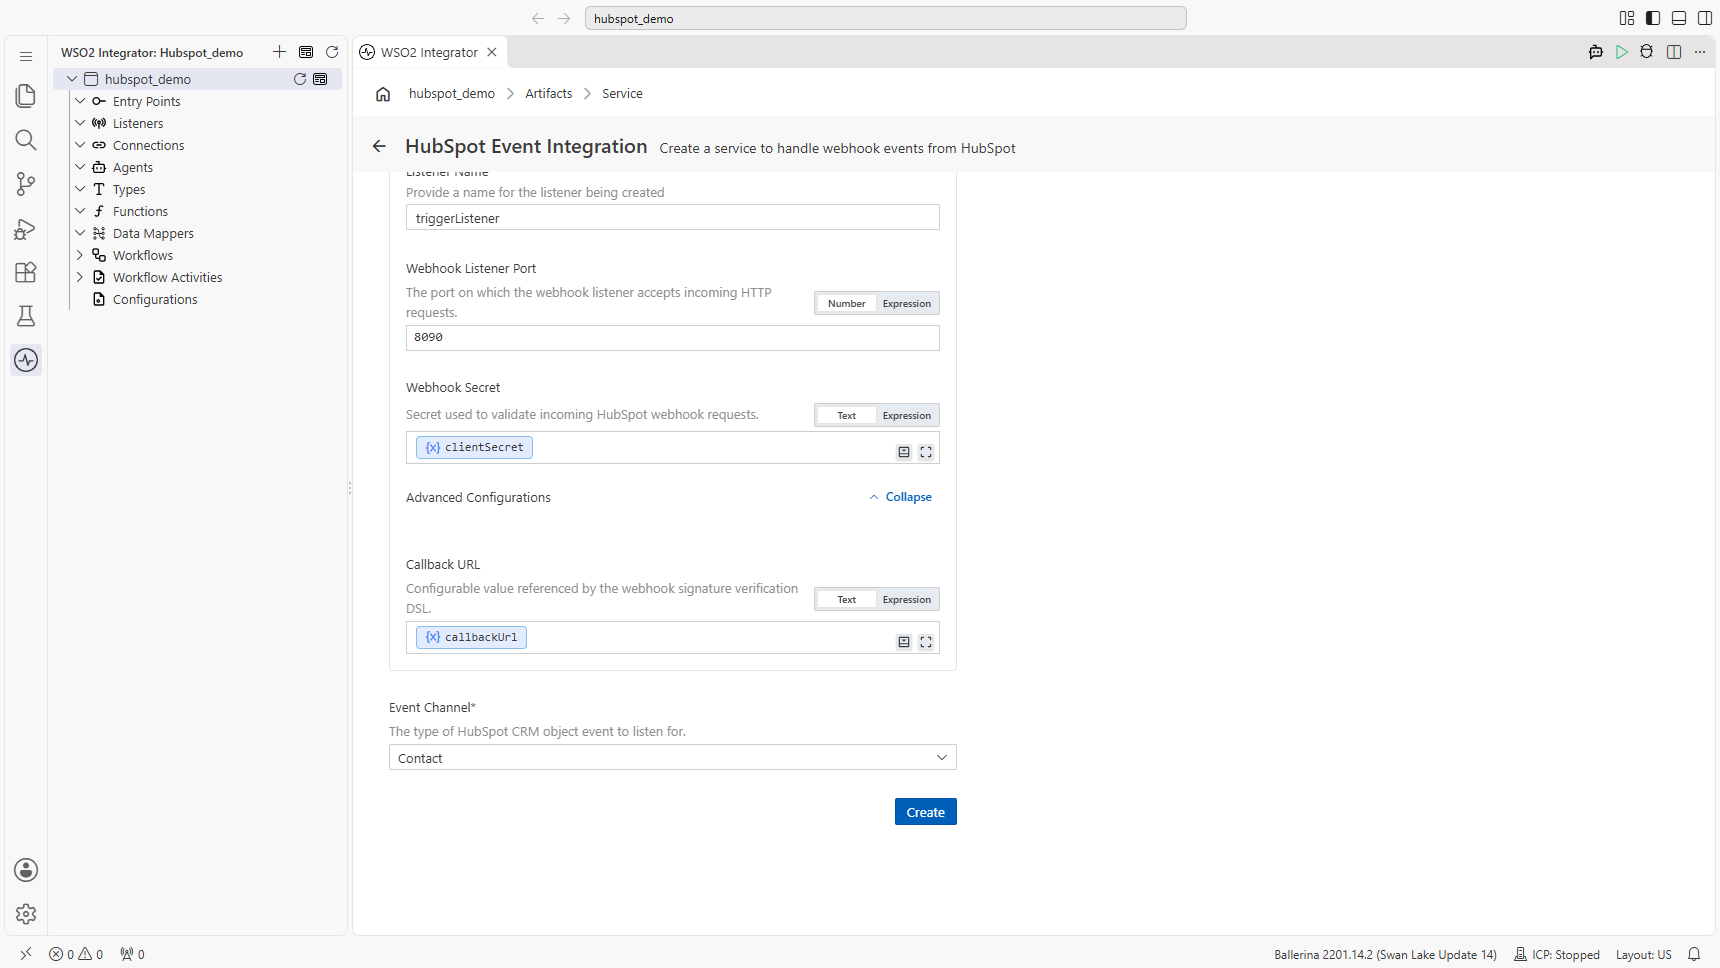 hubspot_demo
WSO2 Integrator: Hubspot_demo
WSO2 Integrator
hubspot_demo
Entry Points
Listeners
Connections
Agents
Types
Functions
Data Mappers
Workflows
Workflow Activities
Configurations
hubspot_demo
Artifacts
Service
HubSpot Event Integration
Create a service to handle webhook events from HubSpot
Listener Name
Provide a name for the listener being created
triggerListener
Webhook Listener Port
The port on which the webhook listener accepts incoming HTTP
requests.
Number
Expression
8090
Webhook Secret
Secret used to validate incoming HubSpot webhook requests.
Text
Expression
{x} clientSecret
Advanced Configurations
Collapse
Callback URL
Configurable value referenced by the webhook signature verification
DSL.
Text
Expression
{x} callbackUrl
Event Channel*
The type of HubSpot CRM object event to listen for.
Contact
Create
0
0
0
Ballerina 2201.14.2 (Swan Lake Update 14)
ICP: Stopped
Layout: US